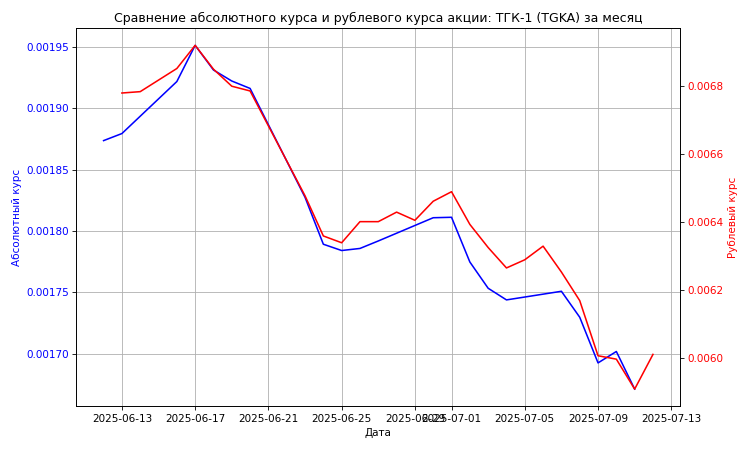 Сравнение абсолютного курса и рублевого курса акции: ТГК-1 (TGKA) за месяц
0.00195
0.00190
0.00185
0.00180
0.00175
0.00170
Абсолютный курс
0.0068
0.0066
0.0064
0.0062
0.0060
Рублевый курс
2025-06-13 2025-06-17 2025-06-21 2025-06-25 2025-06-29 2025-07-01 2025-07-05 2025-07-09 2025-07-13
Дата